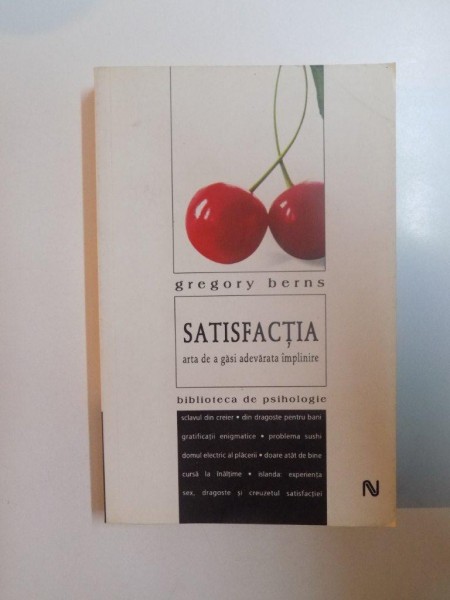 gregory berns
SATISFACȚIA
arta de a găsi adevărata împlinire
biblioteca de psihologie
sclavul din creier • din dragoste pentru bani
gratificații enigmatice • problema sushi
domul electric al plăcerii • doare atât de bine
cursă la înălțime • islanda: experiența
sex, dragoste și creuzetul satisfacției
N